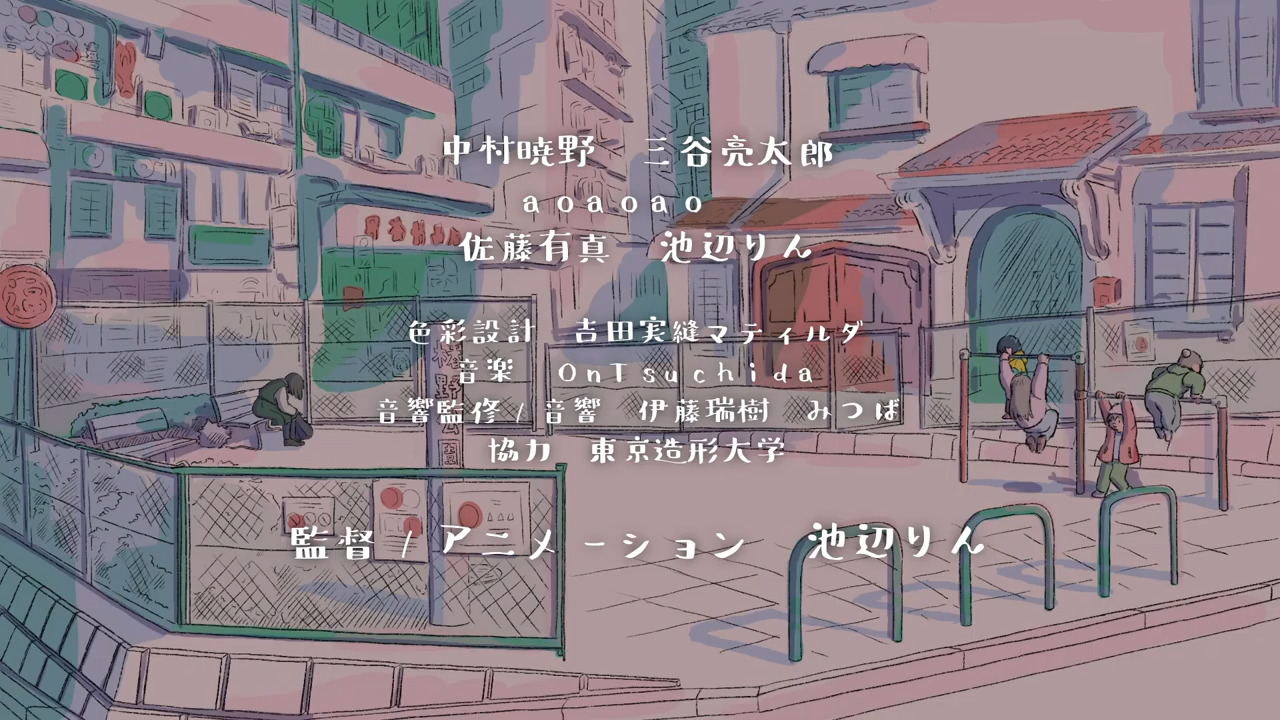 中村暁野　三谷亮太郎
aoaoao
佐藤有真　池辺りん
色彩設計　吉田実縫マティルダ
音楽　OnTsuchida
音響監修 / 音響　伊藤瑞樹　みつば
協力　東京造形大学
監督 / アニメーション　池辺りん